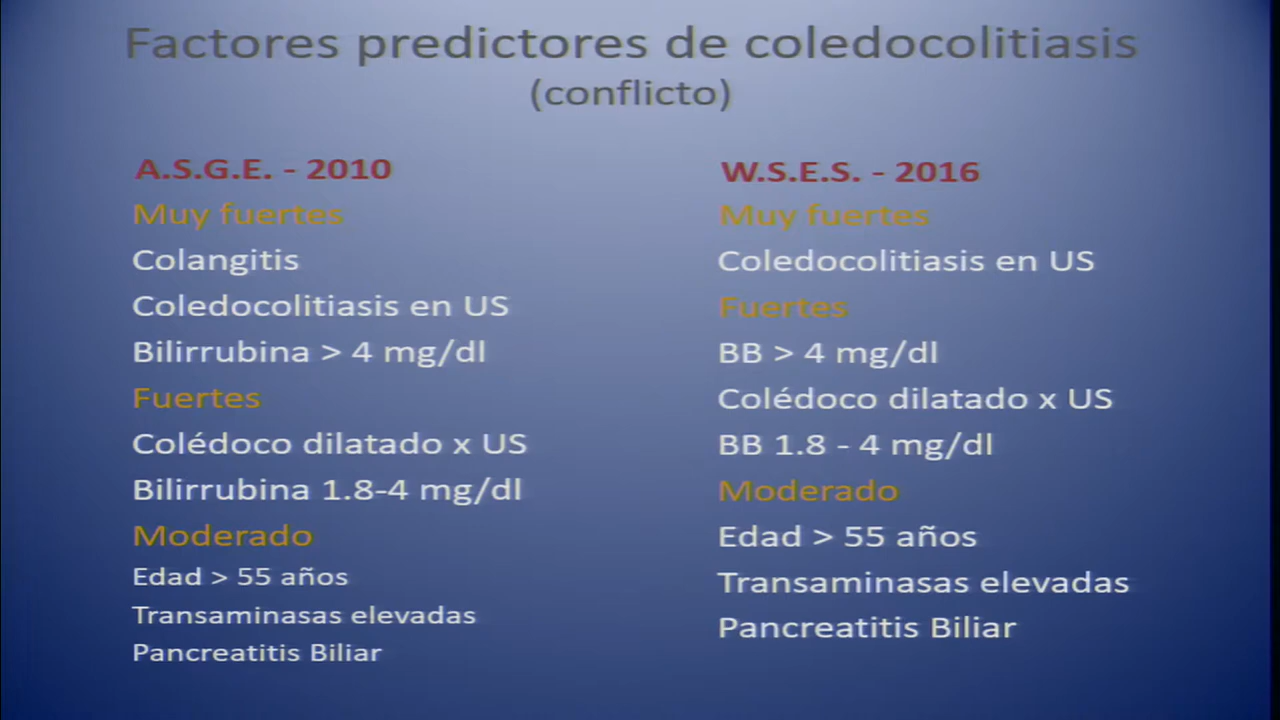 Factores predictores de coledocolitiasis
(conflicto)
A.S.G.E. - 2010
Muy fuertes
Colangitis
Coledocolitiasis en US
Bilirrubina > 4 mg/dl
Fuertes
Colédoco dilatado x US
Bilirrubina 1.8-4 mg/dl
Moderado
Edad > 55 años
Transaminasas elevadas
Pancreatitis Biliar
W.S.E.S. - 2016
Muy fuertes
Coledocolitiasis en US
Fuertes
BB > 4 mg/dl
Colédoco dilatado x US
BB 1.8 - 4 mg/dl
Moderado
Edad > 55 años
Transaminasas elevadas
Pancreatitis Biliar